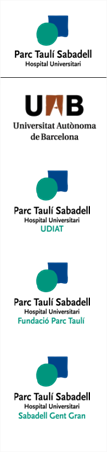 Parc Taulí Sabadell
Hospital Universitari
UAB
Universitat Autònoma
de Barcelona
Parc Taulí Sabadell
Hospital Universitari
UDIAT
Parc Taulí Sabadell
Hospital Universitari
Fundació Parc Taulí
Parc Taulí Sabadell
Hospital Universitari
Sabadell Gent Gran